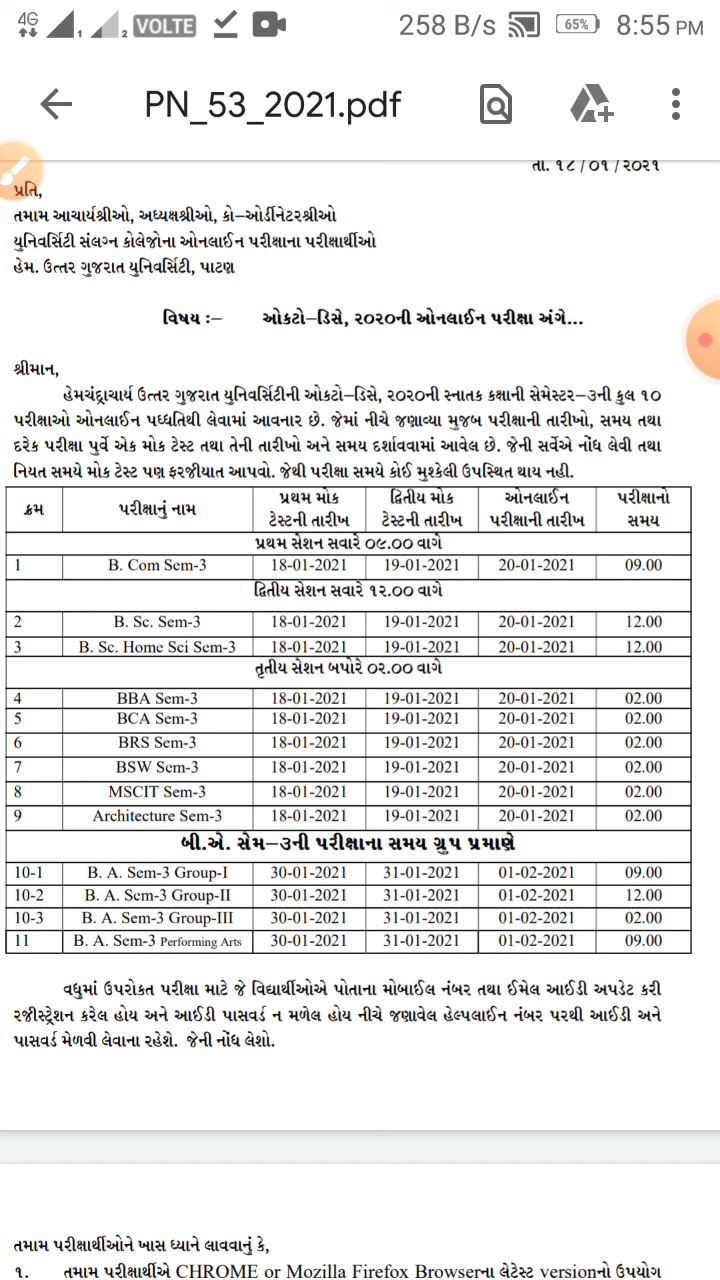 4G 1 2 VOLTE 258 B/s 65% 8:55 PM
PN_53_2021.pdf
તા. ૧૮/૦૧/૨૦૨૧
પ્રતિ,
તમામ આચાર્યશ્રીઓ, અધ્યક્ષશ્રીઓ, કો–ઓર્ડીનેટરશ્રીઓ
યુનિવર્સિટી સંલગ્ન કોલેજોના ઓનલાઈન પરીક્ષાના પરીક્ષાર્થીઓ
હેમ. ઉત્તર ગુજરાત યુનિવર્સિટી, પાટણ
વિષય :– ઓકટો–ડિસે, ૨૦૨૦ની ઓનલાઈન પરીક્ષા અંગે...
શ્રીમાન,
હેમચંદ્રાચાર્ય ઉત્તર ગુજરાત યુનિવર્સિટીની ઓકટો–ડિસે, ૨૦૨૦ની સ્નાતક કક્ષાની સેમેસ્ટર–૩ની કુલ ૧૦
પરીક્ષાઓ ઓનલાઈન પધ્ધતિથી લેવામાં આવનાર છે. જેમાં નીચે જણાવ્યા મુજબ પરીક્ષાની તારીખો, સમય તથા
દરેક પરીક્ષા પુર્વે એક મોક ટેસ્ટ તથા તેની તારીખો અને સમય દર્શાવવામાં આવેલ છે. જેની સર્વેએ નોંધ લેવી તથા
નિયત સમયે મોક ટેસ્ટ પણ ફરજીયાત આપવો. જેથી પરીક્ષા સમયે કોઈ મુશ્કેલી ઉપસ્થિત થાય નહી.
ક્રમ પરીક્ષાનું નામ પ્રથમ મોક ટેસ્ટની તારીખ દ્વિતીય મોક ટેસ્ટની તારીખ ઓનલાઈન પરીક્ષાની તારીખ પરીક્ષાનો સમય
પ્રથમ સેશન સવારે ૦૯.૦૦ વાગે
1 B. Com Sem-3 18-01-2021 19-01-2021 20-01-2021 09.00
દ્વિતીય સેશન સવારે ૧૨.૦૦ વાગે
2 B. Sc. Sem-3 18-01-2021 19-01-2021 20-01-2021 12.00
3 B. Sc. Home Sci Sem-3 18-01-2021 19-01-2021 20-01-2021 12.00
તૃતીય સેશન બપોરે ૦૨.૦૦ વાગે
4 BBA Sem-3 18-01-2021 19-01-2021 20-01-2021 02.00
5 BCA Sem-3 18-01-2021 19-01-2021 20-01-2021 02.00
6 BRS Sem-3 18-01-2021 19-01-2021 20-01-2021 02.00
7 BSW Sem-3 18-01-2021 19-01-2021 20-01-2021 02.00
8 MSCIT Sem-3 18-01-2021 19-01-2021 20-01-2021 02.00
9 Architecture Sem-3 18-01-2021 19-01-2021 20-01-2021 02.00
બી.એ. સેમ–૩ની પરીક્ષાના સમય ગ્રુપ પ્રમાણે
10-1 B. A. Sem-3 Group-I 30-01-2021 31-01-2021 01-02-2021 09.00
10-2 B. A. Sem-3 Group-II 30-01-2021 31-01-2021 01-02-2021 12.00
10-3 B. A. Sem-3 Group-III 30-01-2021 31-01-2021 01-02-2021 02.00
11 B. A. Sem-3 Performing Arts 30-01-2021 31-01-2021 01-02-2021 09.00
વધુમાં ઉપરોકત પરીક્ષા માટે જે વિદ્યાર્થીઓએ પોતાના મોબાઈલ નંબર તથા ઈમેલ આઈડી અપડેટ કરી
રજીસ્ટ્રેશન કરેલ હોય અને આઈડી પાસવર્ડ ન મળેલ હોય નીચે જણાવેલ હેલ્પલાઈન નંબર પરથી આઈડી અને
પાસવર્ડ મેળવી લેવાના રહેશે. જેની નોંધ લેશો.
તમામ પરીક્ષાર્થીઓને ખાસ ધ્યાને લાવવાનું કે,
૧. તમામ પરીક્ષાર્થીએ CHROME or Mozilla Firefox Browserના લેટેસ્ટ versionનો ઉપયોગ